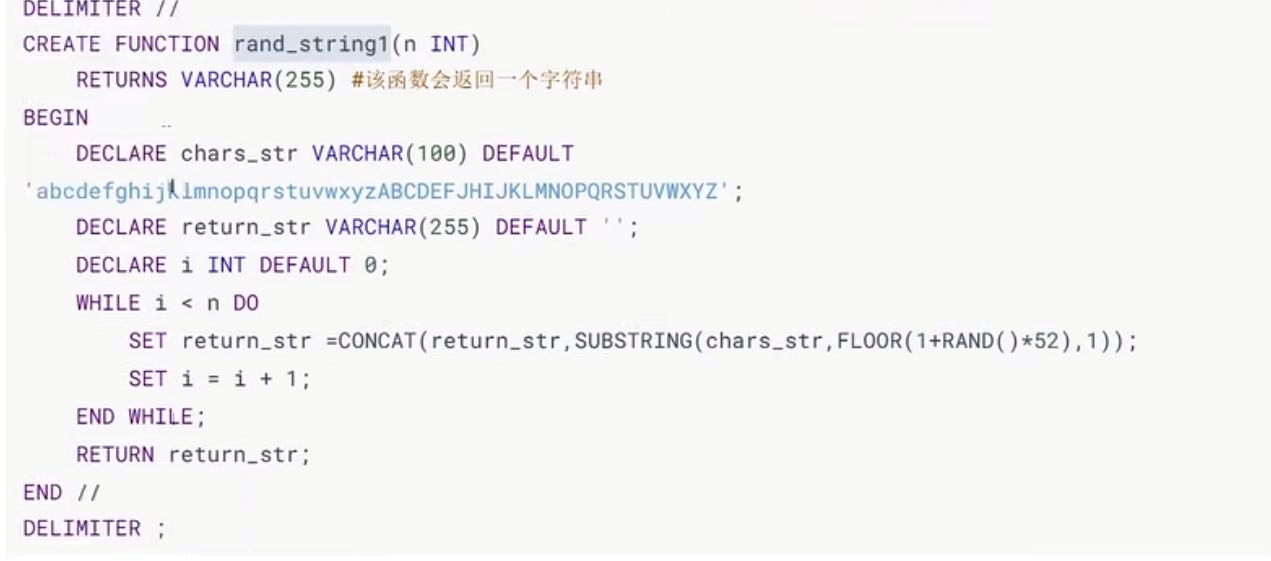 DELIMITER //
CREATE FUNCTION rand_string1(n INT)
RETURNS VARCHAR(255) #该函数会返回一个字符串
BEGIN
DECLARE chars_str VARCHAR(100) DEFAULT
'abcdefghijklmnopqrstuvwxyzABCDEFJHIJKLMNOPQRSTUVWXYZ';
DECLARE return_str VARCHAR(255) DEFAULT '';
DECLARE i INT DEFAULT 0;
WHILE i < n DO
SET return_str =CONCAT(return_str,SUBSTRING(chars_str,FLOOR(1+RAND()*52),1));
SET i = i + 1;
END WHILE;
RETURN return_str;
END //
DELIMITER ;